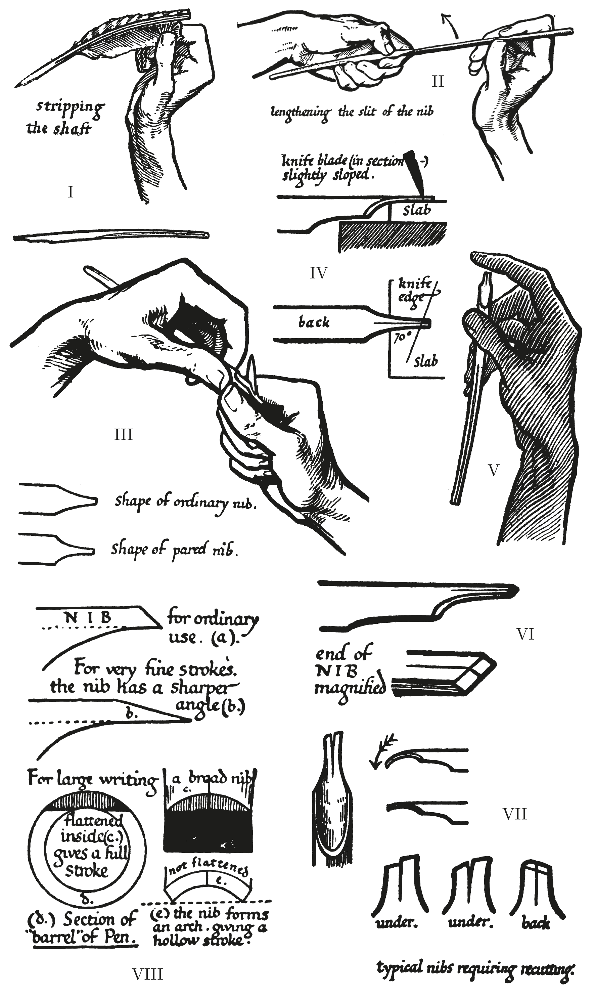 stripping
the shaft
I
II
lengthening the slit of the nib
knife blade (in section -)
slightly sloped.
slab
IV
knife
edge
back
70°
slab
III
V
shape of ordinary nib.
shape of pared nib.
NIB
for ordinary
use. (a).
For very fine strokes.
the nib has a sharper
angle (b.)
b.
VI
end of
NIB
magnified
For large writing
a broad nib
c.
flattened
inside (c.)
gives a full
stroke
d.
(d.) Section of
"barrel" of Pen.
not flattened
e.
(e) the nib forms
an arch, giving a
hollow stroke.
VIII
VII
under.
under.
back
typical nibs requiring recutting.